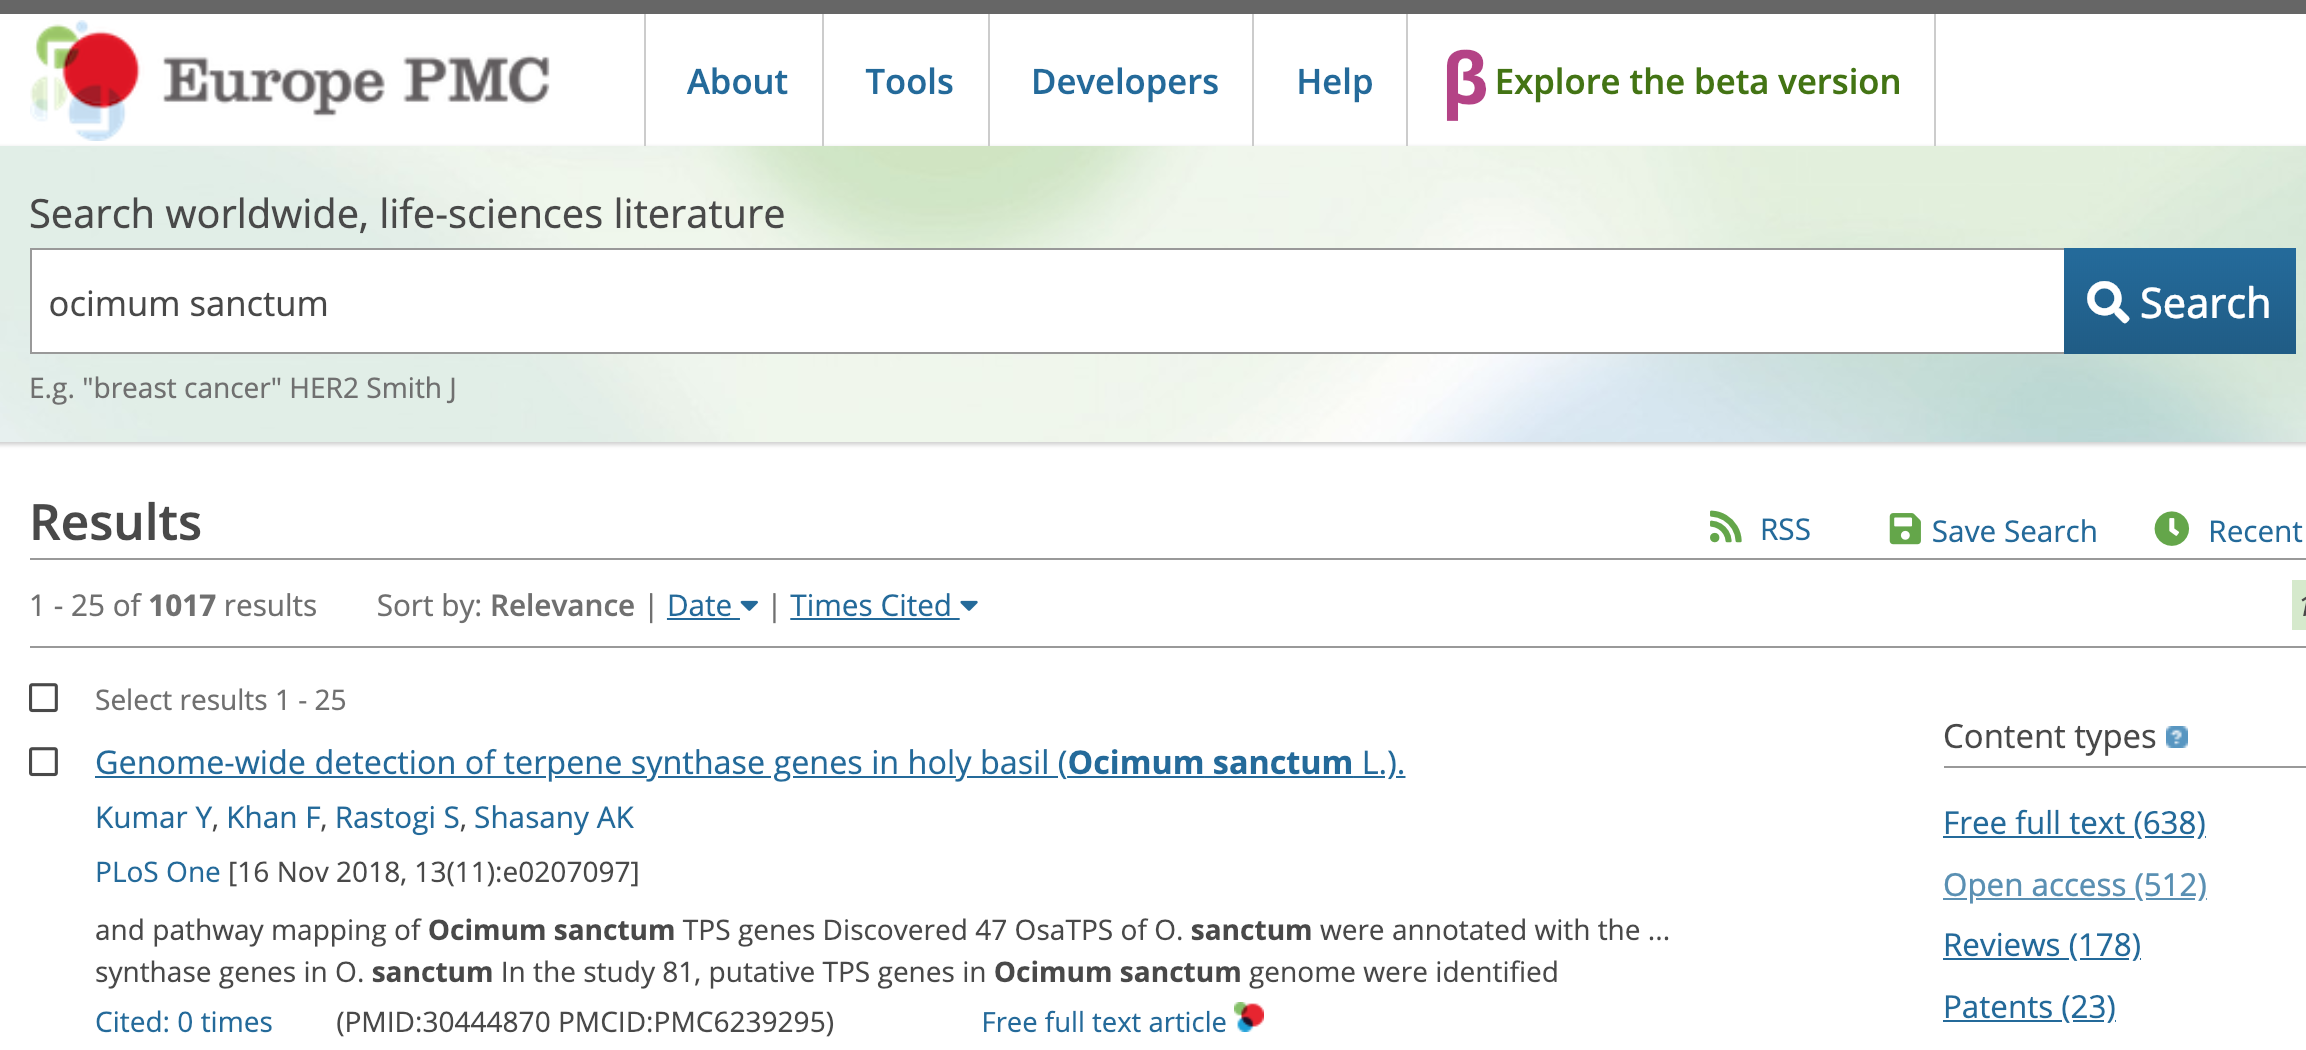 Europe PMC
About
Tools
Developers
Help
β Explore the beta version
Search worldwide, life-sciences literature
ocimum sanctum
Search
E.g. "breast cancer" HER2 Smith J
Results
RSS
Save Search
Recent
1 - 25 of 1017 results
Sort by: Relevance | Date | Times Cited
Select results 1 - 25
Genome-wide detection of terpene synthase genes in holy basil (Ocimum sanctum L.).
Kumar Y, Khan F, Rastogi S, Shasany AK
PLoS One [16 Nov 2018, 13(11):e0207097]
and pathway mapping of Ocimum sanctum TPS genes Discovered 47 OsaTPS of O. sanctum were annotated with the ...
synthase genes in O. sanctum In the study 81, putative TPS genes in Ocimum sanctum genome were identified
Cited: 0 times
(PMID:30444870 PMCID:PMC6239295)
Free full text article
Content types ?
Free full text (638)
Open access (512)
Reviews (178)
Patents (23)